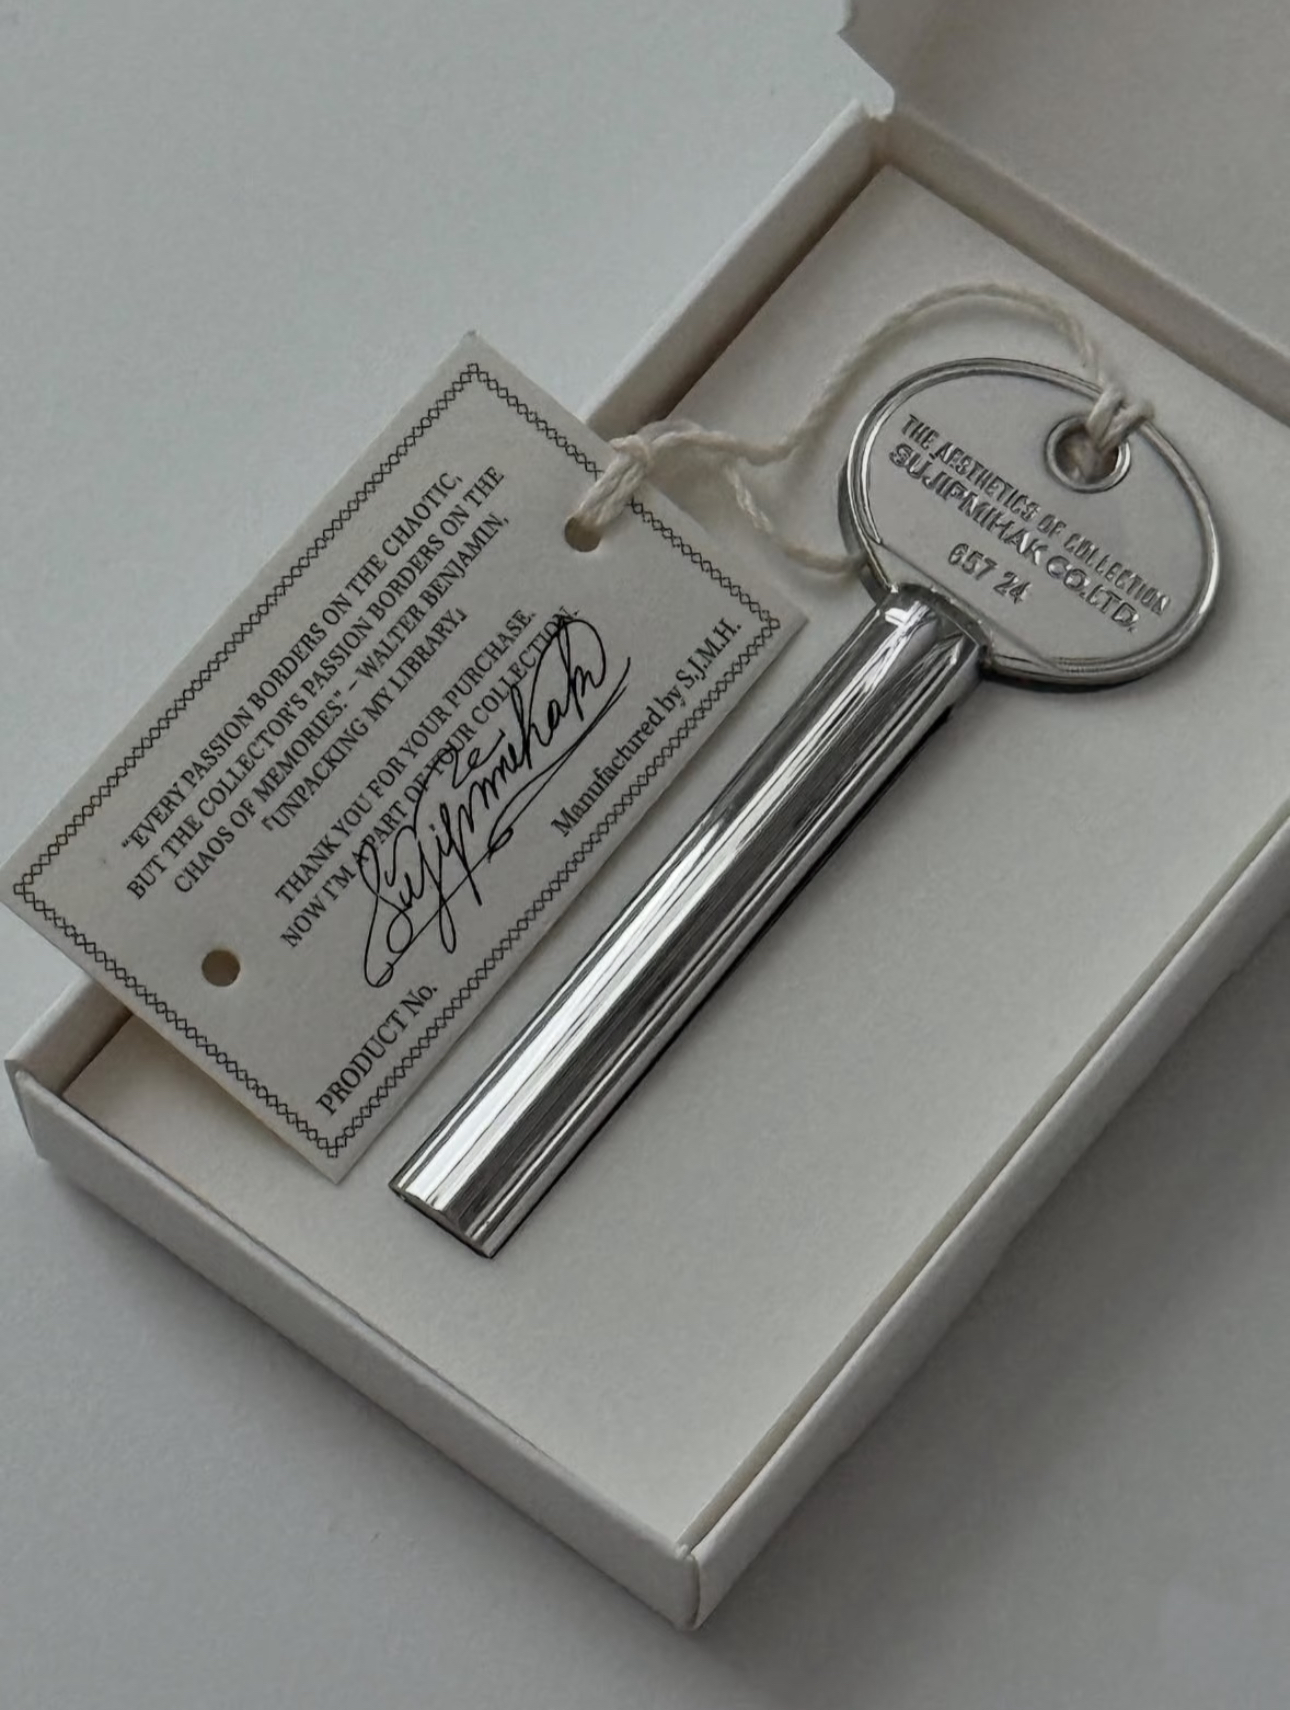 “EVERY PASSION BORDERS ON THE CHAOTIC,
BUT THE COLLECTOR'S PASSION BORDERS ON THE
CHAOS OF MEMORIES.” – WALTER BENJAMIN,
『UNPACKING MY LIBRARY』
THANK YOU FOR YOUR PURCHASE.
NOW I'M A PART OF YOUR COLLECTION.
Sujipmihak
PRODUCT No.
Manufactured by S.J.M.H.
THE AESTHETICS OF COLLECTION
SUJIPMIHAK CO.LTD.
657 24